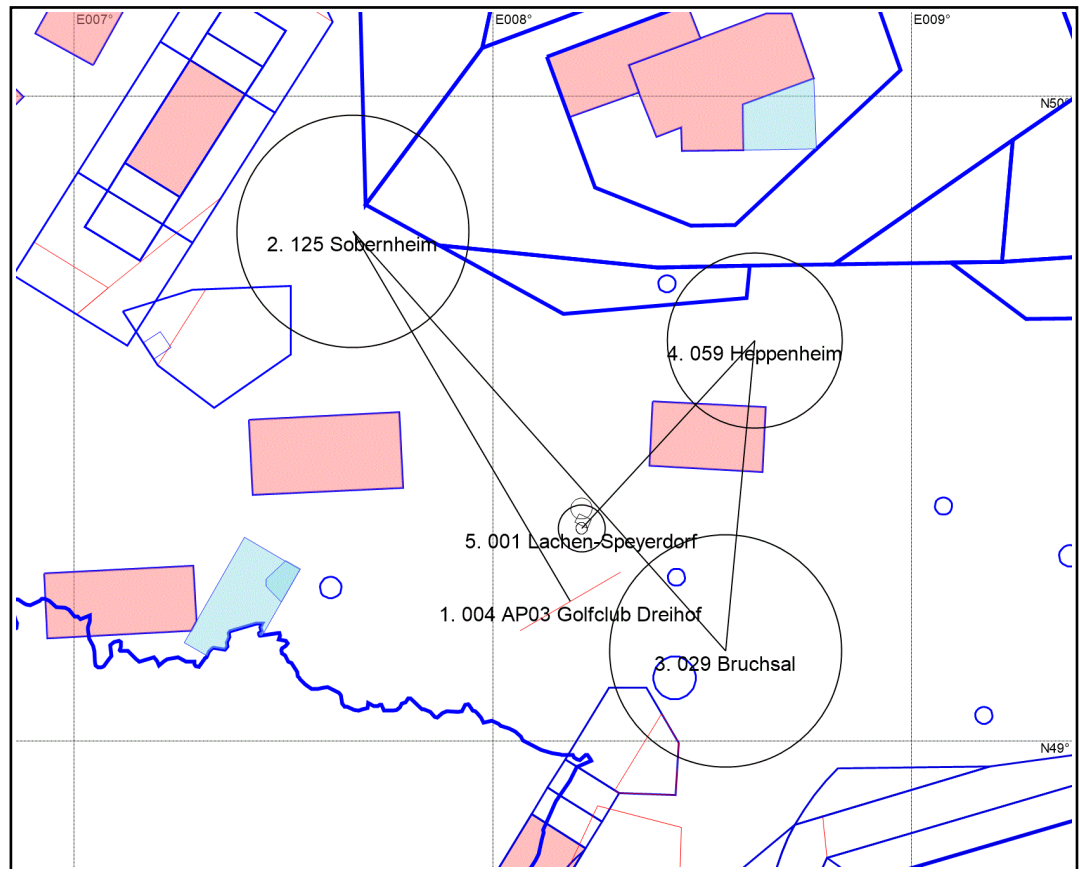 E007°
E008°
E009°
N50°
2. 125 Sobernheim
4. 059 Heppenheim
5. 001 Lachen-Speyerdorf
1. 004 AP03 Golfclub Dreihof
3. 029 Bruchsal
N49°